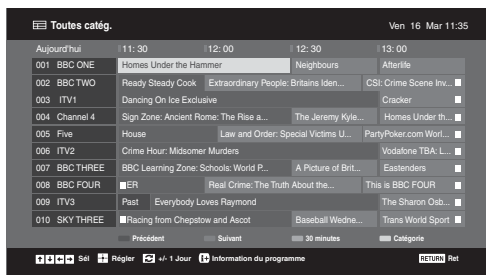 Toutes catég. Ven 16 Mar 11:35
Aujourd'hui 11: 30 12: 00 12: 30 13: 00
001 BBC ONE Homes Under the Hammer Neighbours Afterlife
002 BBC TWO Ready Steady Cook Extraordinary People: Britains Iden... CSI: Crime Scene Inv...
003 ITV1 Dancing On Ice Exclusive Cracker
004 Channel 4 Sign Zone: Ancient Rome: The Rise a... The Jeremy Kyle... Homes Under th...
005 Five House Law and Order: Special Victims U... PartyPoker.com Worl...
006 ITV2 Crime Hour: Midsomer Murders Vodafone TBA: L...
007 BBC THREE BBC Learning Zone: Schools: World P... A Picture of Brit... Eastenders
008 BBC FOUR ER Real Crime: The Truth About the... This is BBC FOUR
009 ITV3 Past Everybody Loves Raymond The Sharon Osb...
010 SKY THREE Racing from Chepstow and Ascot Baseball Wedne... Trans World Sport
Précédent Suivant 30 minutes Catégorie
Sél Régler +/- 1 Jour Information du programme RETURN Ret